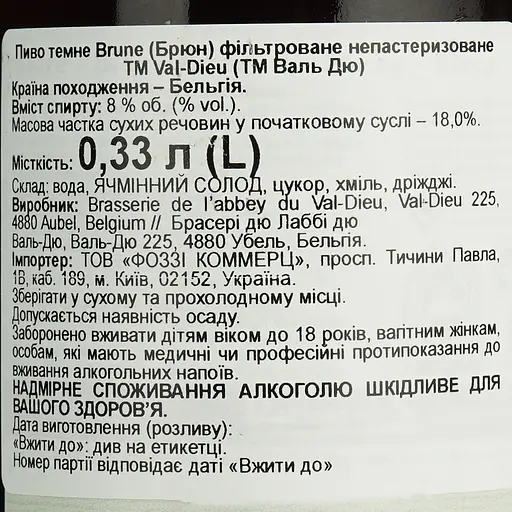 Пиво темне Brune (Брюн) фільтроване непастеризоване
ТМ Val-Dieu (ТМ Валь Дю)
Країна походження – Бельгія.
Вміст спирту: 8 % об. (% vol.).
Масова частка сухих речовин у початковому суслі – 18,0%.
Місткість: 0,33 л (L)
Склад: вода, ЯЧМІННИЙ СОЛОД, цукор, хміль, дріжджі.
Виробник: Brasserie de l'abbey du Val-Dieu, Val-Dieu 225,
4880 Aubel, Belgium // Брасері дю Лаббі дю
Валь-Дю, Валь-Дю 225, 4880 Убель, Бельгія.
Імпортер: ТОВ «ФОЗЗІ КОММЕРЦ», просп. Тичини Павла,
1В, каб. 189, м. Київ, 02152, Україна.
Зберігати у сухому та прохолодному місці.
Допускається наявність осаду.
Заборонено вживати дітям віком до 18 років, вагітним жінкам,
особам, які мають медичні чи професійні протипоказання до
вживання алкогольних напоїв.
НАДМІРНЕ СПОЖИВАННЯ АЛКОГОЛЮ ШКІДЛИВЕ ДЛЯ
ВАШОГО ЗДОРОВ'Я.
Дата виготовлення (розливу):
«Вжити до»: див на етикетці.
Номер партії відповідає даті «Вжити до»